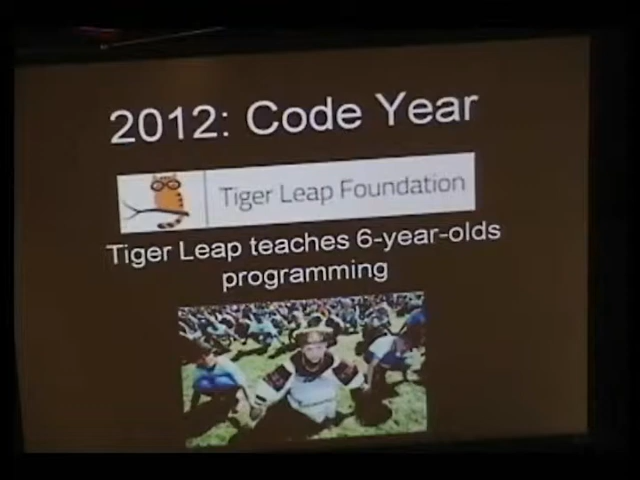 2012: Code Year
Tiger Leap Foundation
Tiger Leap teaches 6-year-olds
programming